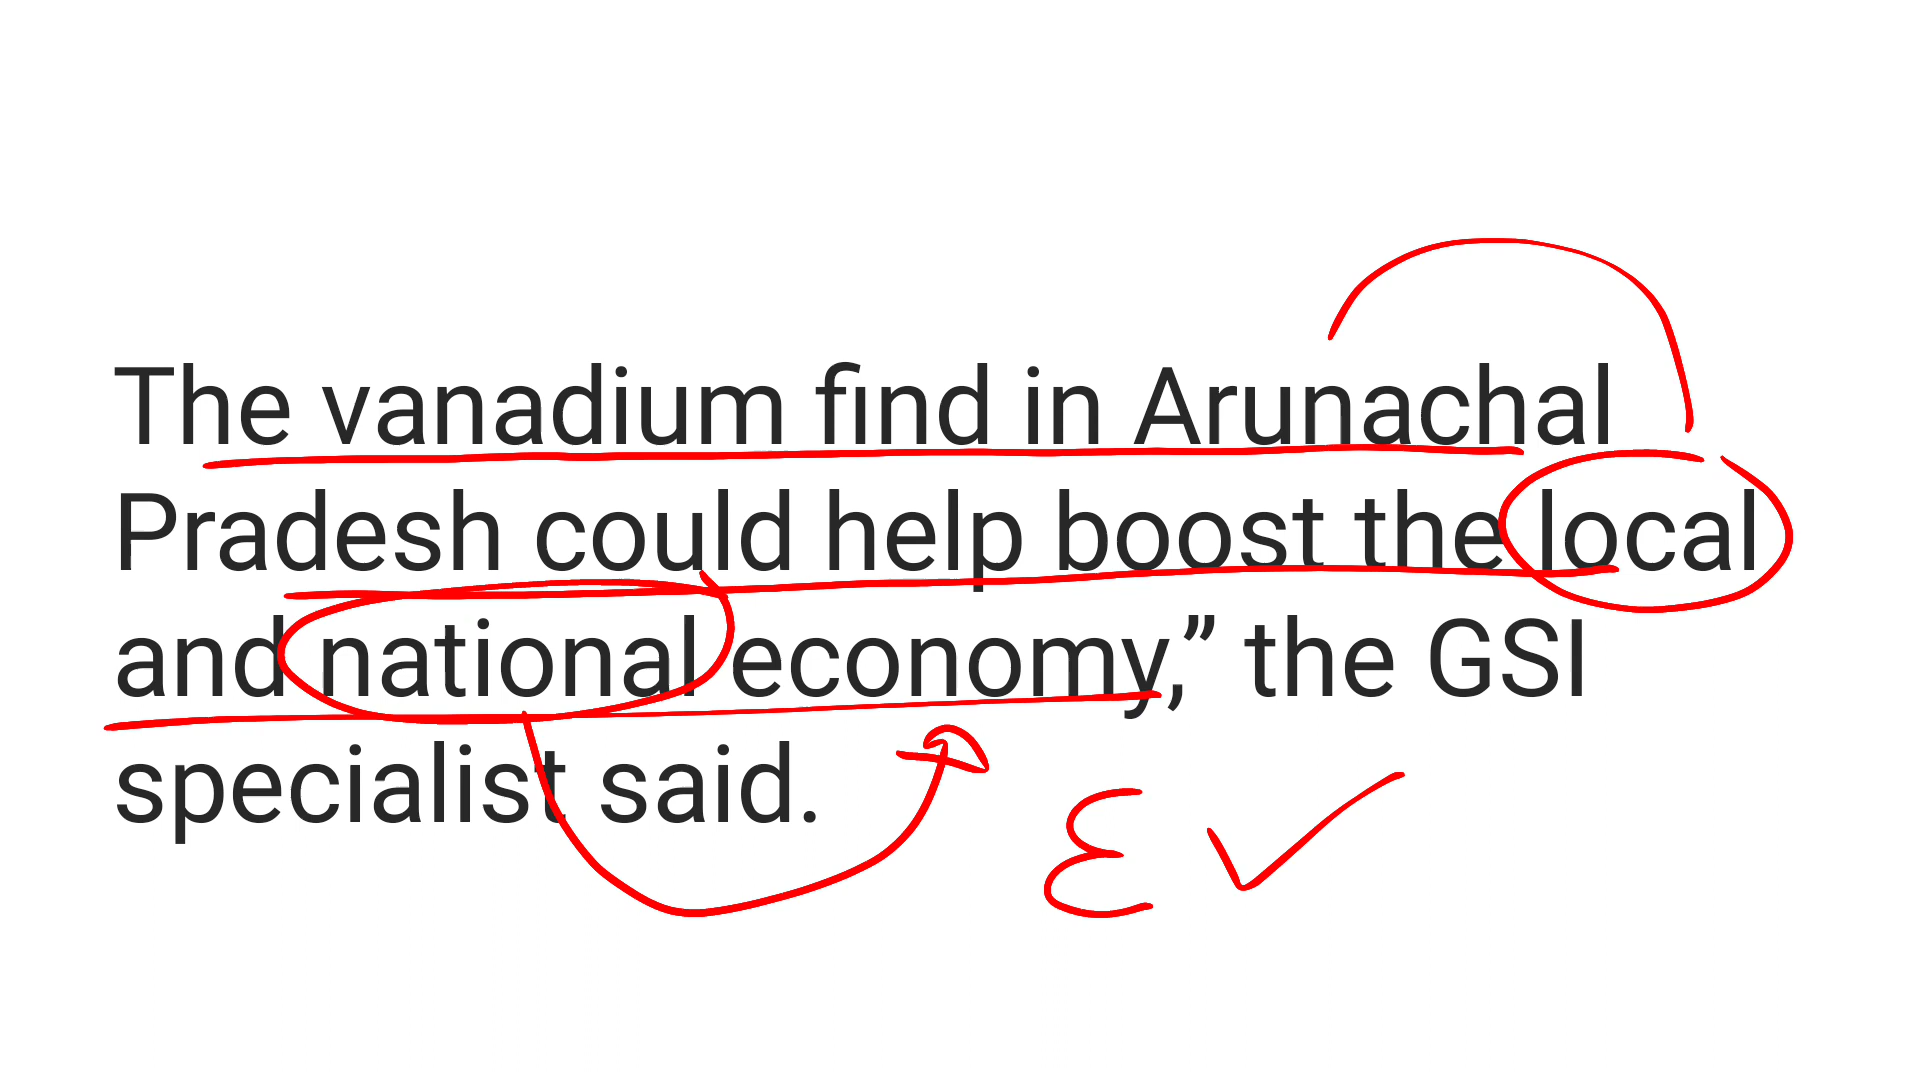 The vanadium find in Arunachal
Pradesh could help boost the local
and national economy,” the GSI
specialist said.
E ✓